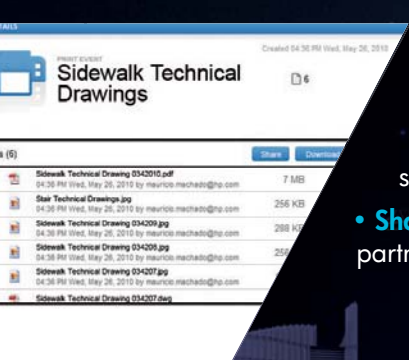 Created 04:36 PM Wed, May 26, 2010
PRINT EVENT
Sidewalk Technical
Drawings
6
(6)
Share
Sidewalk Technical Drawing 0342010.pdf
04:36 PM Wed, May 26, 2010 by mauricio.machado@hp.com
7 MB
Stair Technical Drawings.jpg
04:36 PM Wed, May 26, 2010 by mauricio.machado@hp.com
256 KB
Sidewalk Technical Drawing 034209.jpg
04:36 PM Wed, May 26, 2010 by mauricio.machado@hp.com
288 KB
Sidewalk Technical Drawing 034208.jpg
04:36 PM Wed, May 26, 2010 by mauricio.machado@hp.com
Sidewalk Technical Drawing 034207.jpg
04:36 PM Wed, May 26, 2010 by mauricio.machado@hp.com
Sidewalk Technical Drawing 034207.dwg
s
• Sha
partn